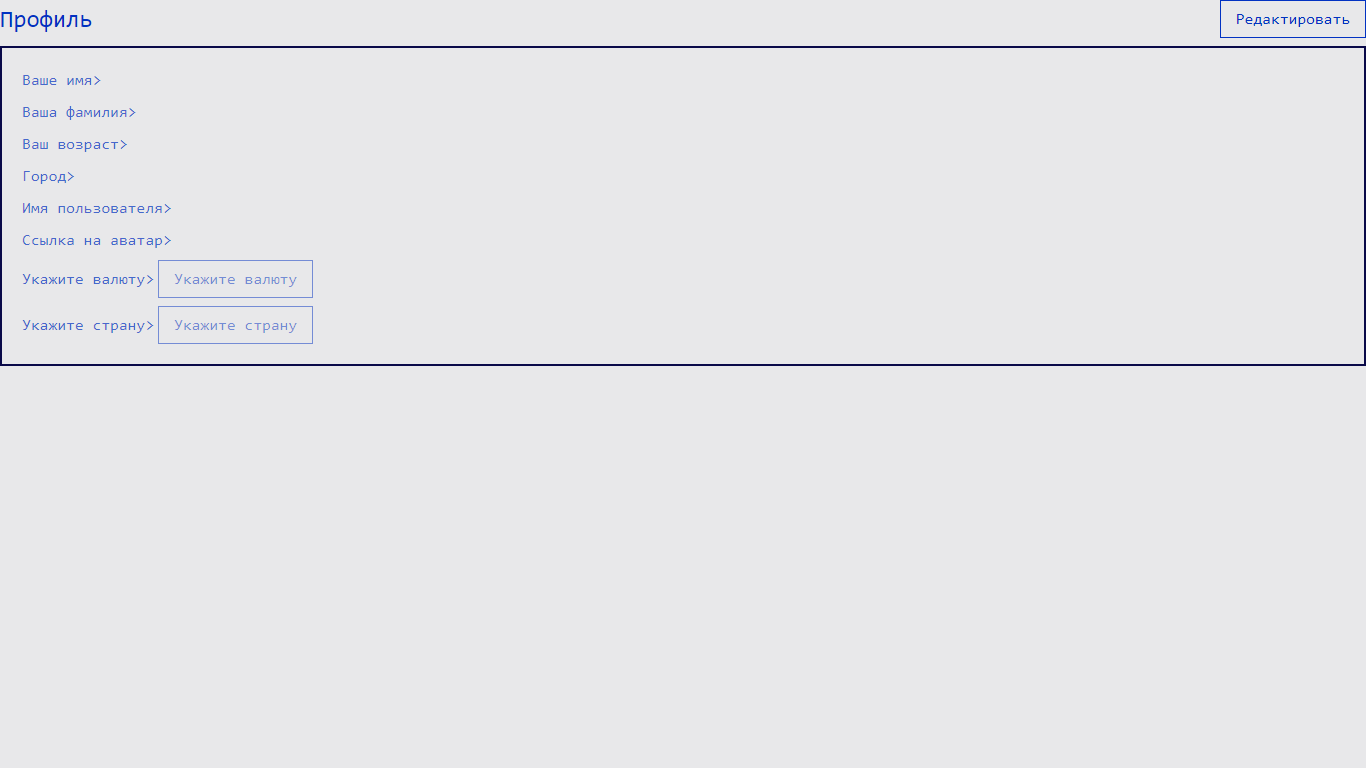 Профиль
Редактировать
Ваше имя>
Ваша фамилия>
Ваш возраст>
Город>
Имя пользователя>
Ссылка на аватар>
Укажите валюту> Укажите валюту
Укажите страну> Укажите страну